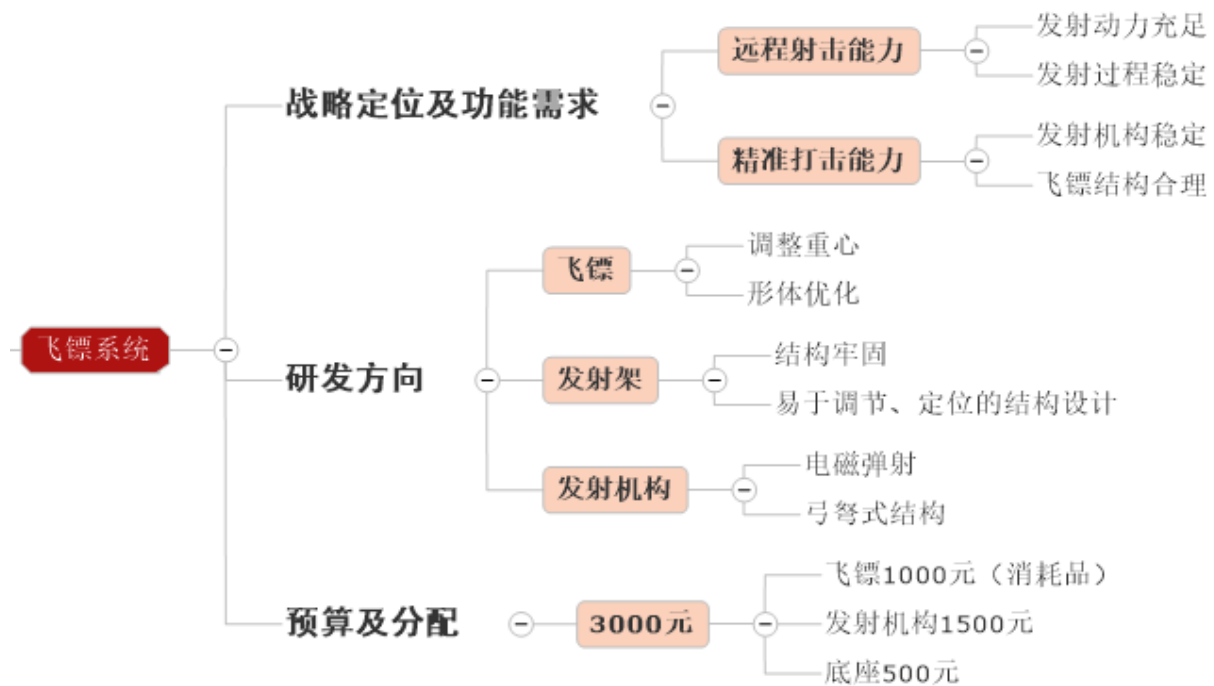 飞镖系统
战略定位及功能需求
远程射击能力
发射动力充足
发射过程稳定
精准打击能力
发射机构稳定
飞镖结构合理
研发方向
飞镖
调整重心
形体优化
发射架
结构牢固
易于调节、定位的结构设计
发射机构
电磁弹射
弓弩式结构
预算及分配
3000元
飞镖1000元（消耗品）
发射机构1500元
底座500元